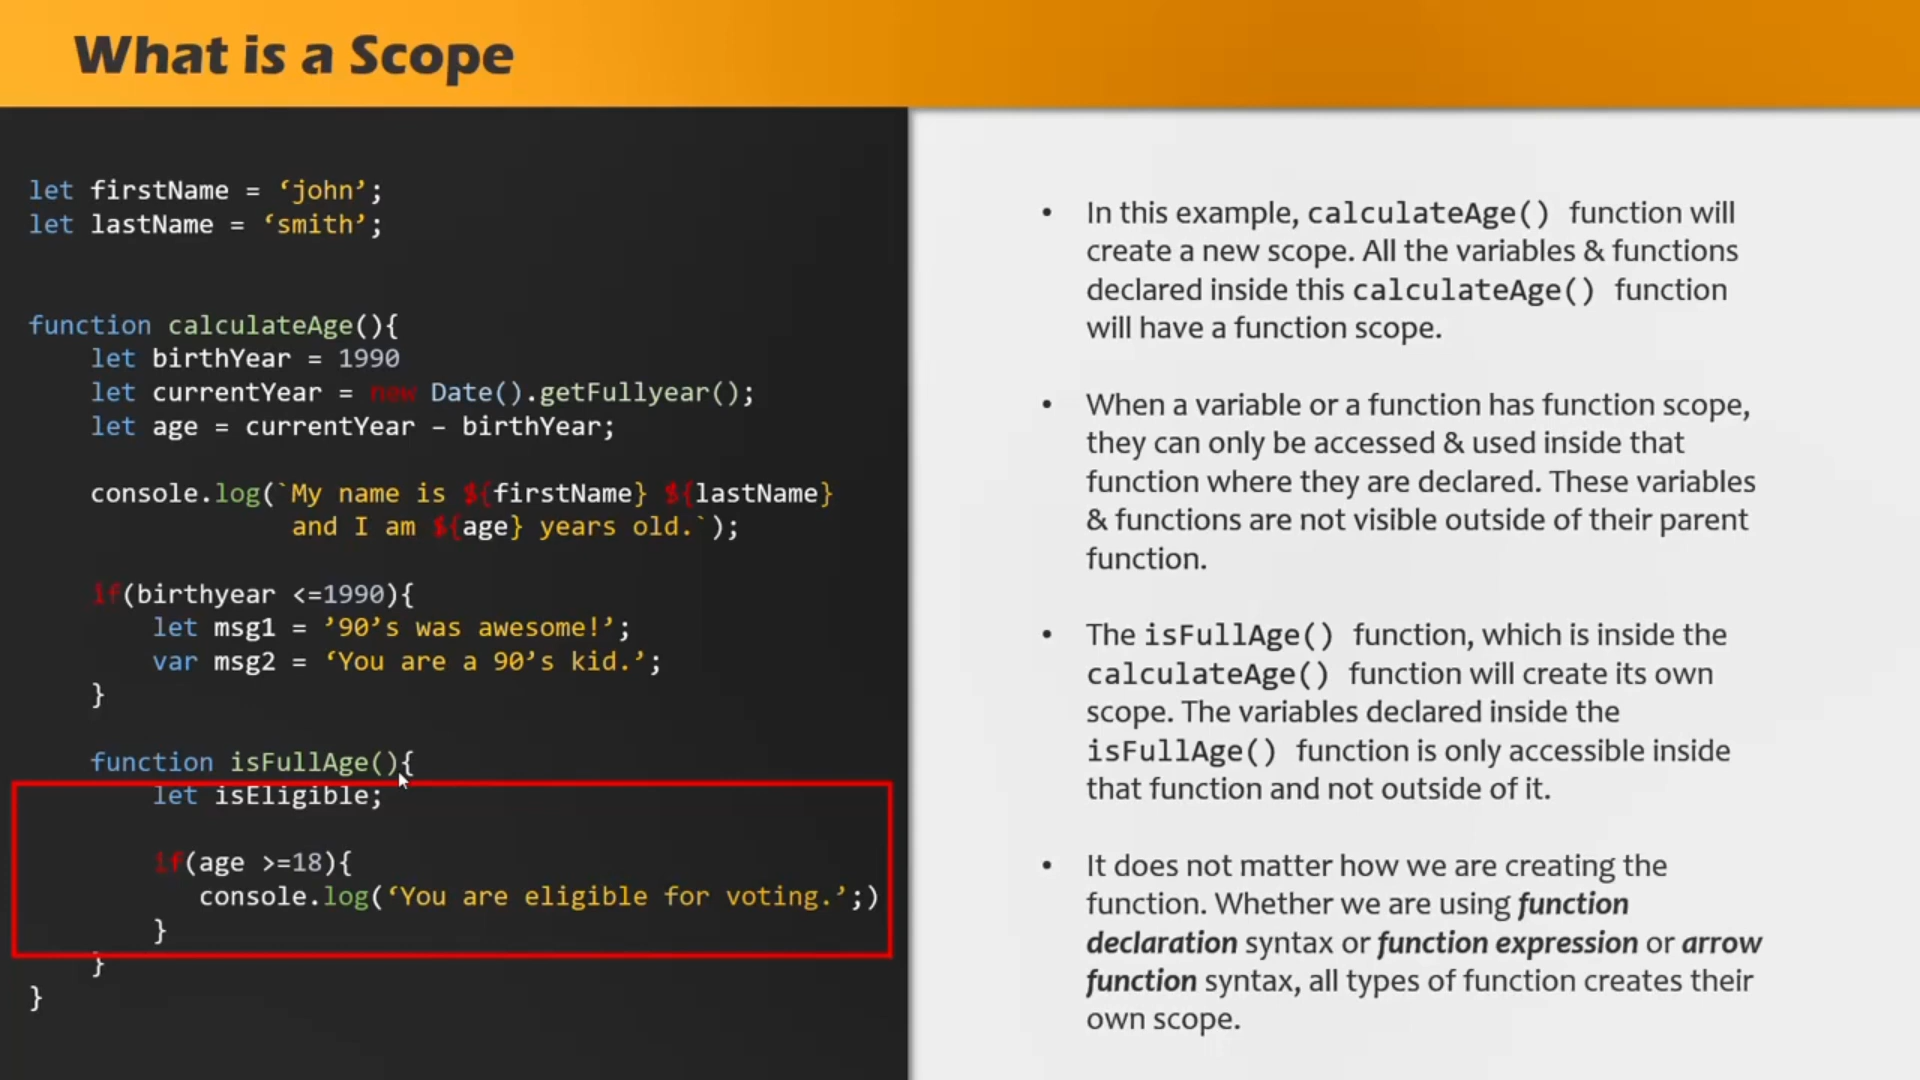 What is a Scope
let firstName = ‘john’;
let lastName = ‘smith’;
function calculateAge(){
let birthYear = 1990
let currentYear = new Date().getFullyear();
let age = currentYear – birthYear;
console.log(`My name is ${firstName} ${lastName}
and I am ${age} years old.`);
if(birthyear <=1990){
let msg1 = ’90’s was awesome!’;
var msg2 = ‘You are a 90’s kid.’;
}
function isFullAge(){
let isEligible;
if(age >=18){
console.log(‘You are eligible for voting.’;)
}
}
}
• In this example, calculateAge() function will
create a new scope. All the variables & functions
declared inside this calculateAge() function
will have a function scope.
• When a variable or a function has function scope,
they can only be accessed & used inside that
function where they are declared. These variables
& functions are not visible outside of their parent
function.
• The isFullAge() function, which is inside the
calculateAge() function will create its own
scope. The variables declared inside the
isFullAge() function is only accessible inside
that function and not outside of it.
• It does not matter how we are creating the
function. Whether we are using function
declaration syntax or function expression or arrow
function syntax, all types of function creates their
own scope.